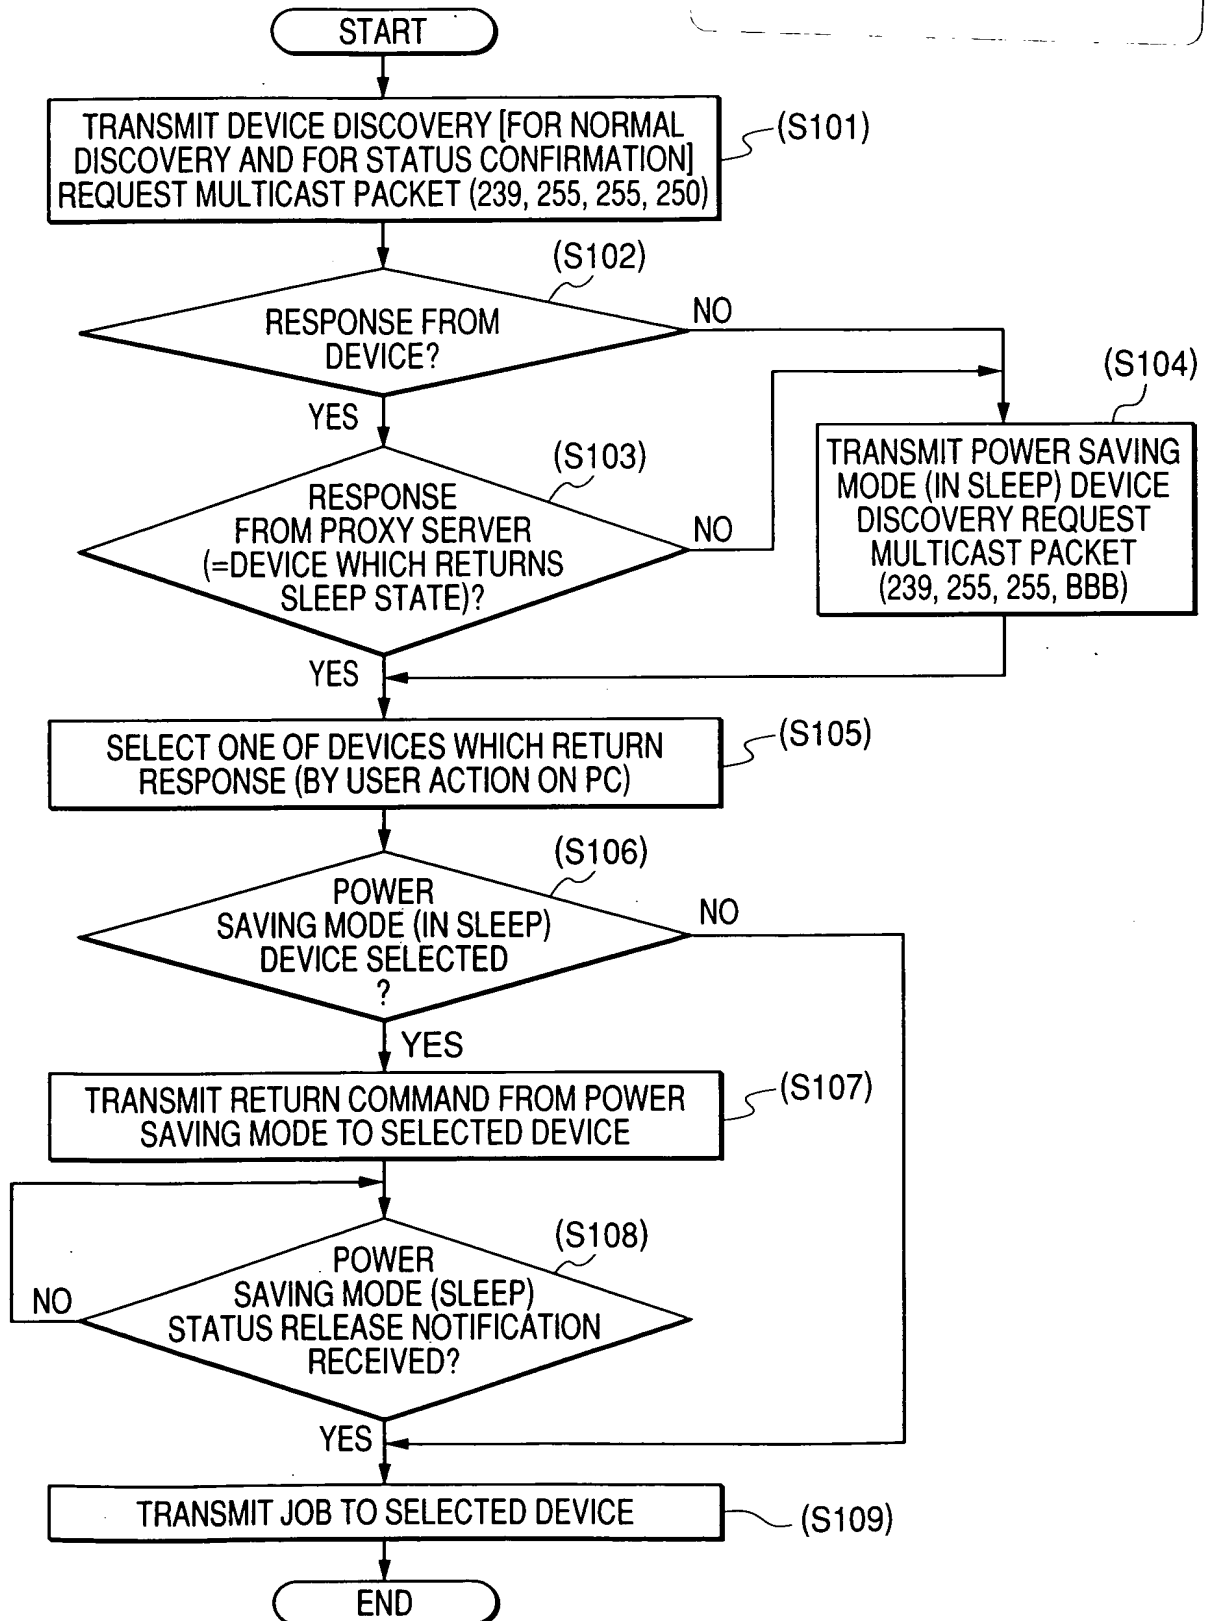 START
TRANSMIT DEVICE DISCOVERY [FOR NORMAL
DISCOVERY AND FOR STATUS CONFIRMATION]
REQUEST MULTICAST PACKET (239, 255, 255, 250)
(S101)
(S102)
RESPONSE FROM
DEVICE?
NO
YES
(S103)
RESPONSE
FROM PROXY SERVER
(=DEVICE WHICH RETURNS
SLEEP STATE)?
NO
YES
(S104)
TRANSMIT POWER SAVING
MODE (IN SLEEP) DEVICE
DISCOVERY REQUEST
MULTICAST PACKET
(239, 255, 255, BBB)
SELECT ONE OF DEVICES WHICH RETURN
RESPONSE (BY USER ACTION ON PC)
(S105)
(S106)
POWER
SAVING MODE (IN SLEEP)
DEVICE SELECTED
?
NO
YES
TRANSMIT RETURN COMMAND FROM POWER
SAVING MODE TO SELECTED DEVICE
(S107)
(S108)
POWER
SAVING MODE (SLEEP)
STATUS RELEASE NOTIFICATION
RECEIVED?
NO
YES
TRANSMIT JOB TO SELECTED DEVICE
(S109)
END